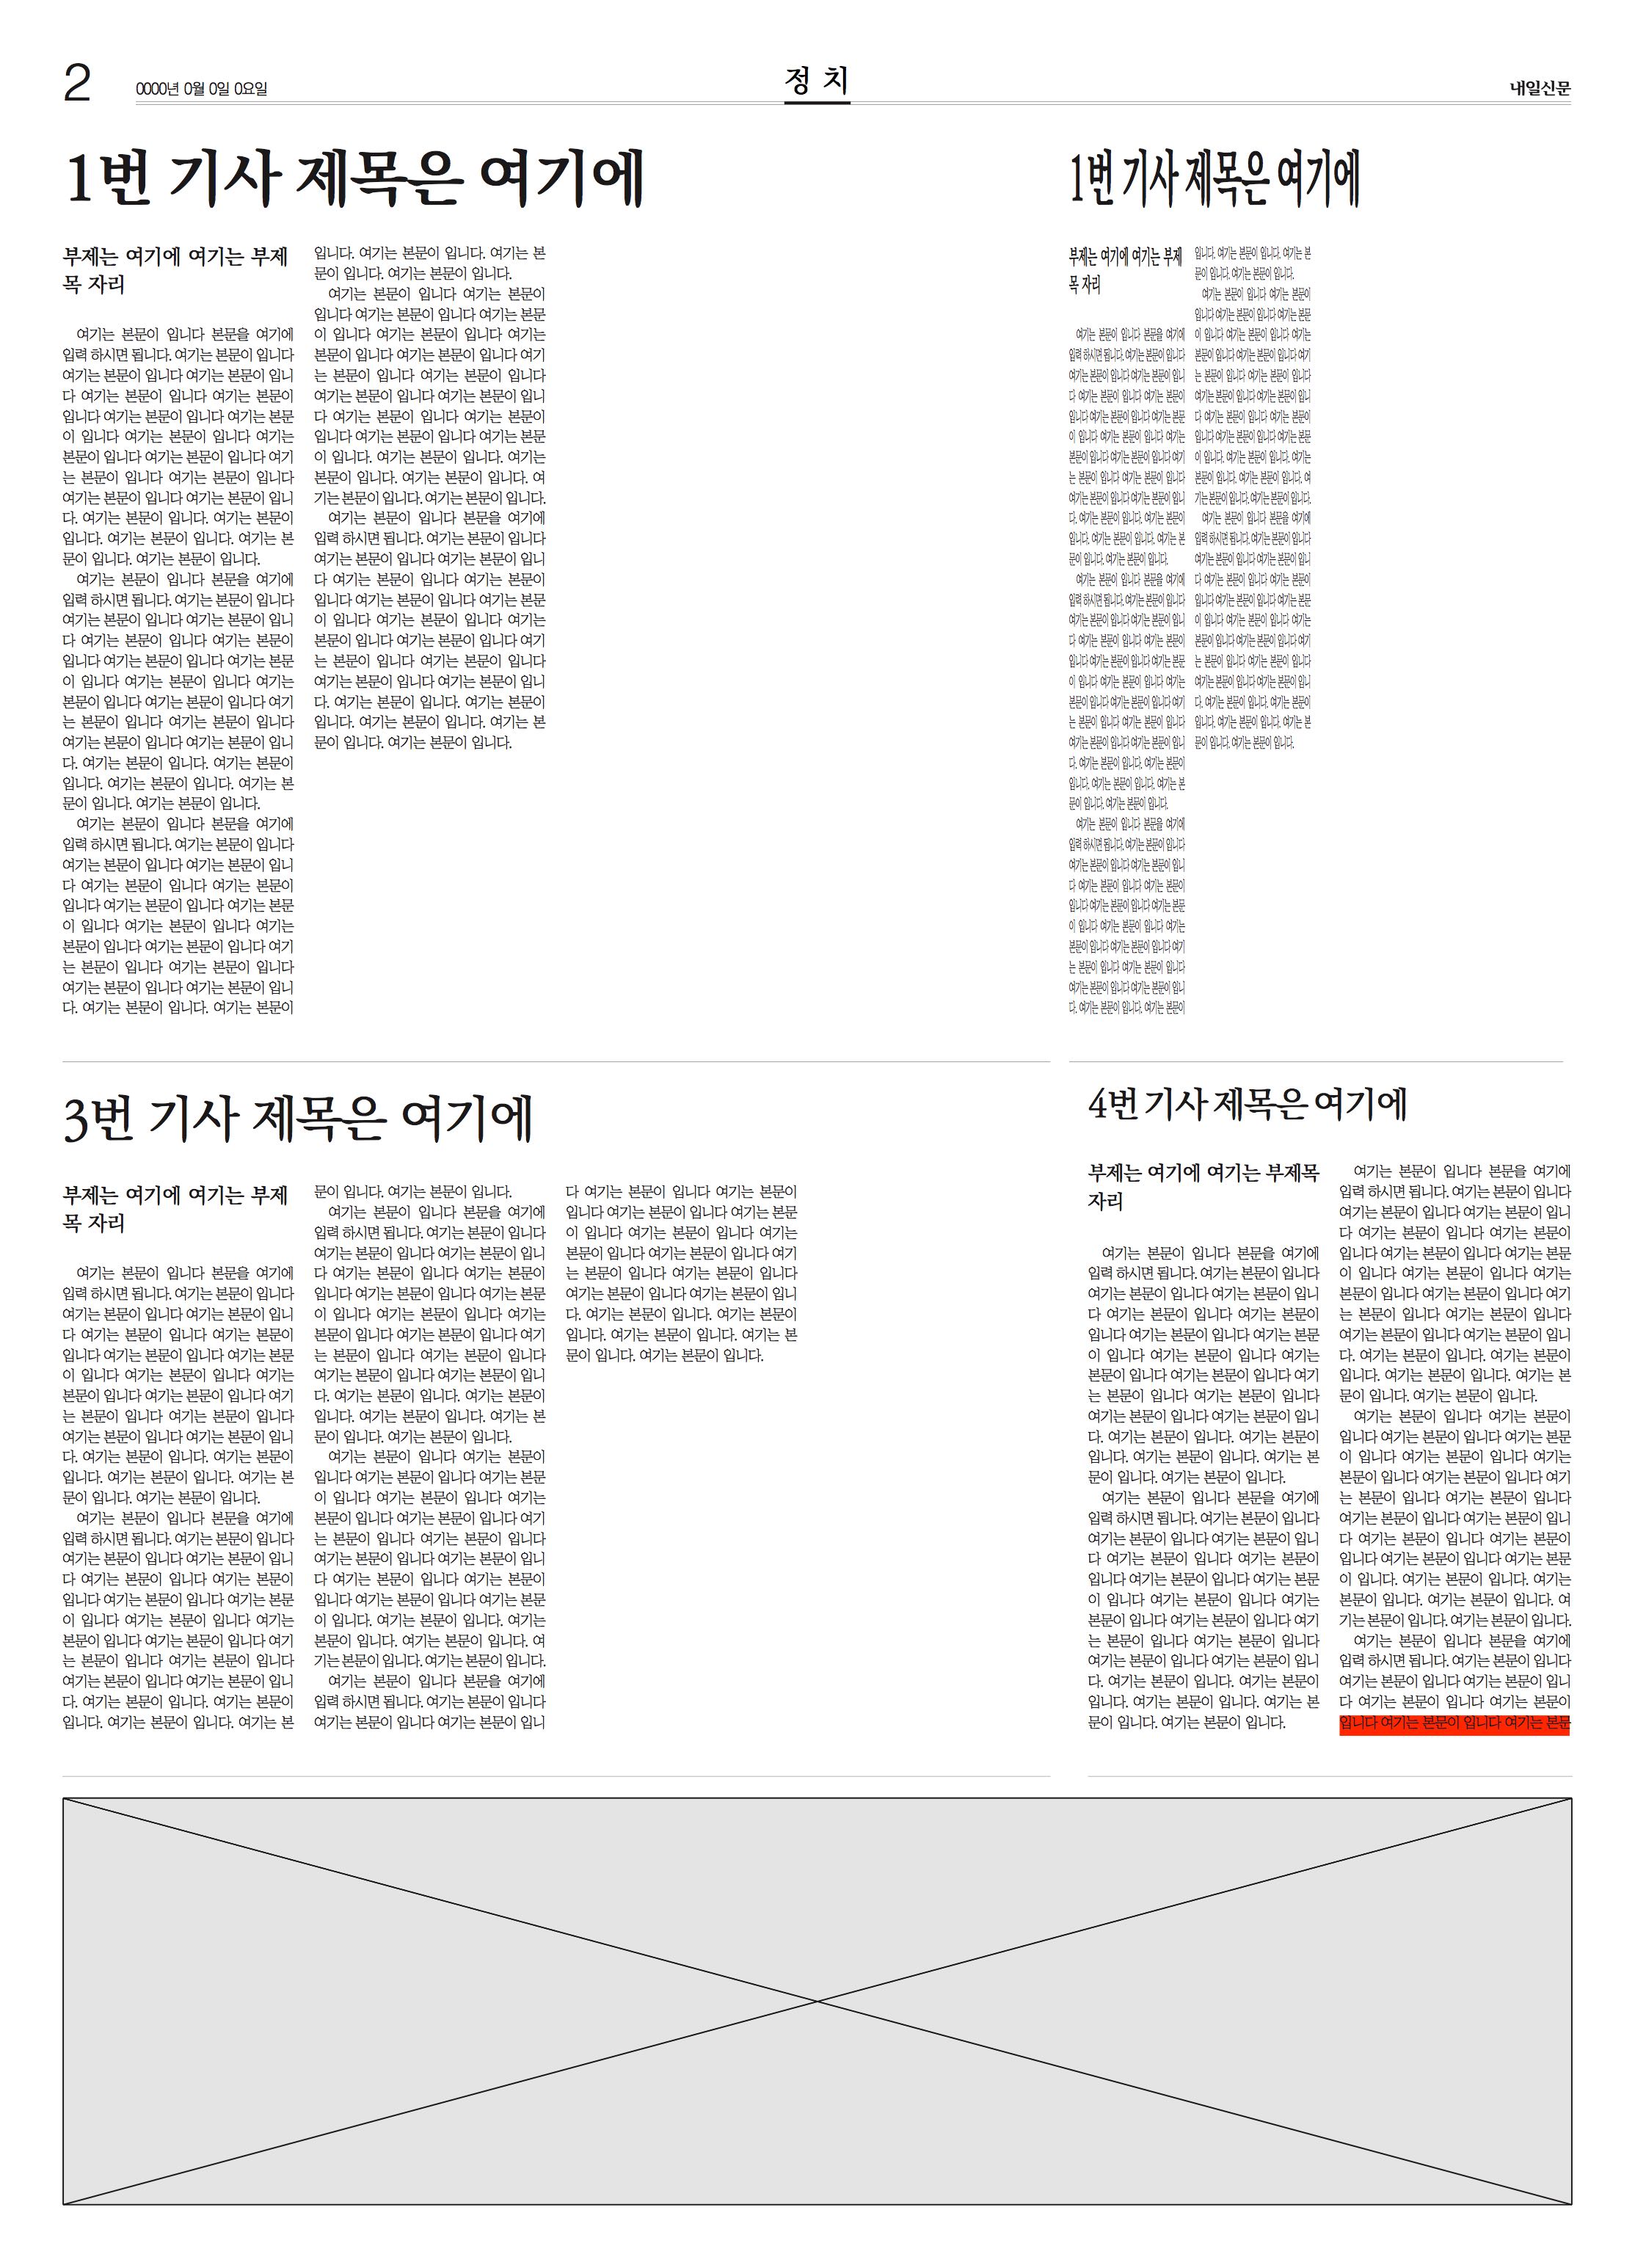 2
0000년 0월 0일 0요일
정 치
내일신문
1번 기사 제목은 여기에
부제는 여기에 여기는 부제
목 자리
여기는 본문이 입니다 본문을 여기에
입력 하시면 됩니다. 여기는 본문이 입니다
여기는 본문이 입니다 여기는 본문이 입니
다 여기는 본문이 입니다 여기는 본문이
입니다 여기는 본문이 입니다 여기는 본문
이 입니다 여기는 본문이 입니다 여기는
본문이 입니다 여기는 본문이 입니다 여기
는 본문이 입니다 여기는 본문이 입니다
여기는 본문이 입니다 여기는 본문이 입니
다. 여기는 본문이 입니다. 여기는 본문이
입니다. 여기는 본문이 입니다. 여기는 본
문이 입니다. 여기는 본문이 입니다.
여기는 본문이 입니다 본문을 여기에
입력 하시면 됩니다. 여기는 본문이 입니다
여기는 본문이 입니다 여기는 본문이 입니
다 여기는 본문이 입니다 여기는 본문이
입니다 여기는 본문이 입니다 여기는 본문
이 입니다 여기는 본문이 입니다 여기는
본문이 입니다 여기는 본문이 입니다 여기
는 본문이 입니다 여기는 본문이 입니다
여기는 본문이 입니다 여기는 본문이 입니
다. 여기는 본문이 입니다. 여기는 본문이
입니다. 여기는 본문이 입니다. 여기는 본
문이 입니다. 여기는 본문이 입니다.
여기는 본문이 입니다 본문을 여기에
입력 하시면 됩니다. 여기는 본문이 입니다
여기는 본문이 입니다 여기는 본문이 입니
다 여기는 본문이 입니다 여기는 본문이
입니다 여기는 본문이 입니다 여기는 본문
이 입니다 여기는 본문이 입니다 여기는
본문이 입니다 여기는 본문이 입니다 여기
는 본문이 입니다 여기는 본문이 입니다
여기는 본문이 입니다 여기는 본문이 입니
다. 여기는 본문이 입니다. 여기는 본문이
입니다. 여기는 본문이 입니다. 여기는 본
문이 입니다. 여기는 본문이 입니다.
여기는 본문이 입니다 여기는 본문이
입니다 여기는 본문이 입니다 여기는 본문
이 입니다 여기는 본문이 입니다 여기는
본문이 입니다 여기는 본문이 입니다 여기
는 본문이 입니다 여기는 본문이 입니다
여기는 본문이 입니다 여기는 본문이 입니
다 여기는 본문이 입니다 여기는 본문이
입니다 여기는 본문이 입니다 여기는 본문
이 입니다. 여기는 본문이 입니다. 여기는
본문이 입니다. 여기는 본문이 입니다. 여
기는 본문이 입니다. 여기는 본문이 입니다.
여기는 본문이 입니다 본문을 여기에
입력 하시면 됩니다. 여기는 본문이 입니다
여기는 본문이 입니다 여기는 본문이 입니
다 여기는 본문이 입니다 여기는 본문이
입니다 여기는 본문이 입니다 여기는 본문
이 입니다 여기는 본문이 입니다 여기는
본문이 입니다 여기는 본문이 입니다 여기
는 본문이 입니다 여기는 본문이 입니다
여기는 본문이 입니다 여기는 본문이 입니
다. 여기는 본문이 입니다. 여기는 본문이
입니다. 여기는 본문이 입니다. 여기는 본
문이 입니다. 여기는 본문이 입니다.
1번 기사 제목은 여기에
부제는 여기에 여기는 부제
목 자리
여기는 본문이 입니다 본문을 여기에
입력 하시면 됩니다. 여기는 본문이 입니다
여기는 본문이 입니다 여기는 본문이 입니
다 여기는 본문이 입니다 여기는 본문이
입니다 여기는 본문이 입니다 여기는 본문
이 입니다 여기는 본문이 입니다 여기는
본문이 입니다 여기는 본문이 입니다 여기
는 본문이 입니다 여기는 본문이 입니다
여기는 본문이 입니다 여기는 본문이 입니
다. 여기는 본문이 입니다. 여기는 본문이
입니다. 여기는 본문이 입니다. 여기는 본
문이 입니다. 여기는 본문이 입니다.
여기는 본문이 입니다 본문을 여기에
입력 하시면 됩니다. 여기는 본문이 입니다
여기는 본문이 입니다 여기는 본문이 입니
다 여기는 본문이 입니다 여기는 본문이
입니다 여기는 본문이 입니다 여기는 본문
이 입니다 여기는 본문이 입니다 여기는
본문이 입니다 여기는 본문이 입니다 여기
는 본문이 입니다 여기는 본문이 입니다
여기는 본문이 입니다 여기는 본문이 입니
다. 여기는 본문이 입니다. 여기는 본문이
입니다. 여기는 본문이 입니다. 여기는 본
문이 입니다. 여기는 본문이 입니다.
여기는 본문이 입니다 본문을 여기에
입력 하시면 됩니다. 여기는 본문이 입니다
여기는 본문이 입니다 여기는 본문이 입니
다 여기는 본문이 입니다 여기는 본문이
입니다 여기는 본문이 입니다 여기는 본문
이 입니다 여기는 본문이 입니다 여기는
본문이 입니다 여기는 본문이 입니다 여기
는 본문이 입니다 여기는 본문이 입니다
여기는 본문이 입니다 여기는 본문이 입니
다. 여기는 본문이 입니다. 여기는 본문이
입니다. 여기는 본문이 입니다. 여기는 본
문이 입니다. 여기는 본문이 입니다.
여기는 본문이 입니다 여기는 본문이
입니다 여기는 본문이 입니다 여기는 본문
이 입니다 여기는 본문이 입니다 여기는
본문이 입니다 여기는 본문이 입니다 여기
는 본문이 입니다 여기는 본문이 입니다
여기는 본문이 입니다 여기는 본문이 입니
다 여기는 본문이 입니다 여기는 본문이
입니다 여기는 본문이 입니다 여기는 본문
이 입니다. 여기는 본문이 입니다. 여기는
본문이 입니다. 여기는 본문이 입니다. 여
기는 본문이 입니다. 여기는 본문이 입니다.
여기는 본문이 입니다 본문을 여기에
입력 하시면 됩니다. 여기는 본문이 입니다
여기는 본문이 입니다 여기는 본문이 입니
다 여기는 본문이 입니다 여기는 본문이
입니다 여기는 본문이 입니다 여기는 본문
이 입니다 여기는 본문이 입니다 여기는
본문이 입니다 여기는 본문이 입니다 여기
는 본문이 입니다 여기는 본문이 입니다
여기는 본문이 입니다 여기는 본문이 입니
다. 여기는 본문이 입니다. 여기는 본문이
입니다. 여기는 본문이 입니다. 여기는 본
문이 입니다. 여기는 본문이 입니다.
3번 기사 제목은 여기에
부제는 여기에 여기는 부제
목 자리
여기는 본문이 입니다 본문을 여기에
입력 하시면 됩니다. 여기는 본문이 입니다
여기는 본문이 입니다 여기는 본문이 입니
다 여기는 본문이 입니다 여기는 본문이
입니다 여기는 본문이 입니다 여기는 본문
이 입니다 여기는 본문이 입니다 여기는
본문이 입니다 여기는 본문이 입니다 여기
는 본문이 입니다 여기는 본문이 입니다
여기는 본문이 입니다 여기는 본문이 입니
다. 여기는 본문이 입니다. 여기는 본문이
입니다. 여기는 본문이 입니다. 여기는 본
문이 입니다. 여기는 본문이 입니다.
여기는 본문이 입니다 본문을 여기에
입력 하시면 됩니다. 여기는 본문이 입니다
여기는 본문이 입니다 여기는 본문이 입니
다 여기는 본문이 입니다 여기는 본문이
입니다 여기는 본문이 입니다 여기는 본문
이 입니다 여기는 본문이 입니다 여기는
본문이 입니다 여기는 본문이 입니다 여기
는 본문이 입니다 여기는 본문이 입니다
여기는 본문이 입니다 여기는 본문이 입니
다. 여기는 본문이 입니다. 여기는 본문이
입니다. 여기는 본문이 입니다. 여기는 본
문이 입니다. 여기는 본문이 입니다.
여기는 본문이 입니다 본문을 여기에
입력 하시면 됩니다. 여기는 본문이 입니다
여기는 본문이 입니다 여기는 본문이 입니
다 여기는 본문이 입니다 여기는 본문이
입니다 여기는 본문이 입니다 여기는 본문
이 입니다 여기는 본문이 입니다 여기는
본문이 입니다 여기는 본문이 입니다 여기
는 본문이 입니다 여기는 본문이 입니다
여기는 본문이 입니다 여기는 본문이 입니
다. 여기는 본문이 입니다. 여기는 본문이
입니다. 여기는 본문이 입니다. 여기는 본
문이 입니다. 여기는 본문이 입니다.
여기는 본문이 입니다 여기는 본문이
입니다 여기는 본문이 입니다 여기는 본문
이 입니다 여기는 본문이 입니다 여기는
본문이 입니다 여기는 본문이 입니다 여기
는 본문이 입니다 여기는 본문이 입니다
여기는 본문이 입니다 여기는 본문이 입니
다 여기는 본문이 입니다 여기는 본문이
입니다 여기는 본문이 입니다 여기는 본문
이 입니다. 여기는 본문이 입니다. 여기는
본문이 입니다. 여기는 본문이 입니다. 여
기는 본문이 입니다. 여기는 본문이 입니다.
여기는 본문이 입니다 본문을 여기에
입력 하시면 됩니다. 여기는 본문이 입니다
여기는 본문이 입니다 여기는 본문이 입니
다 여기는 본문이 입니다 여기는 본문이
입니다 여기는 본문이 입니다 여기는 본문
이 입니다 여기는 본문이 입니다 여기는
본문이 입니다 여기는 본문이 입니다 여기
는 본문이 입니다 여기는 본문이 입니다
여기는 본문이 입니다 여기는 본문이 입니
다. 여기는 본문이 입니다. 여기는 본문이
입니다. 여기는 본문이 입니다. 여기는 본
문이 입니다. 여기는 본문이 입니다.
4번 기사 제목은 여기에
부제는 여기에 여기는 부제목
자리
여기는 본문이 입니다 본문을 여기에
입력 하시면 됩니다. 여기는 본문이 입니다
여기는 본문이 입니다 여기는 본문이 입니
다 여기는 본문이 입니다 여기는 본문이
입니다 여기는 본문이 입니다 여기는 본문
이 입니다 여기는 본문이 입니다 여기는
본문이 입니다 여기는 본문이 입니다 여기
는 본문이 입니다 여기는 본문이 입니다
여기는 본문이 입니다 여기는 본문이 입니
다. 여기는 본문이 입니다. 여기는 본문이
입니다. 여기는 본문이 입니다. 여기는 본
문이 입니다. 여기는 본문이 입니다.
여기는 본문이 입니다 본문을 여기에
입력 하시면 됩니다. 여기는 본문이 입니다
여기는 본문이 입니다 여기는 본문이 입니
다 여기는 본문이 입니다 여기는 본문이
입니다 여기는 본문이 입니다 여기는 본문
이 입니다 여기는 본문이 입니다 여기는
본문이 입니다 여기는 본문이 입니다 여기
는 본문이 입니다 여기는 본문이 입니다
여기는 본문이 입니다 여기는 본문이 입니
다. 여기는 본문이 입니다. 여기는 본문이
입니다. 여기는 본문이 입니다. 여기는 본
문이 입니다. 여기는 본문이 입니다.
여기는 본문이 입니다 본문을 여기에
입력 하시면 됩니다. 여기는 본문이 입니다
여기는 본문이 입니다 여기는 본문이 입니
다 여기는 본문이 입니다 여기는 본문이
입니다 여기는 본문이 입니다 여기는 본문
이 입니다 여기는 본문이 입니다 여기는
본문이 입니다 여기는 본문이 입니다 여기
는 본문이 입니다 여기는 본문이 입니다
여기는 본문이 입니다 여기는 본문이 입니
다. 여기는 본문이 입니다. 여기는 본문이
입니다. 여기는 본문이 입니다. 여기는 본
문이 입니다. 여기는 본문이 입니다.
여기는 본문이 입니다 여기는 본문이
입니다 여기는 본문이 입니다 여기는 본문
이 입니다 여기는 본문이 입니다 여기는
본문이 입니다 여기는 본문이 입니다 여기
는 본문이 입니다 여기는 본문이 입니다
여기는 본문이 입니다 여기는 본문이 입니
다 여기는 본문이 입니다 여기는 본문이
입니다 여기는 본문이 입니다 여기는 본문
이 입니다. 여기는 본문이 입니다. 여기는
본문이 입니다. 여기는 본문이 입니다. 여
기는 본문이 입니다. 여기는 본문이 입니다.
여기는 본문이 입니다 본문을 여기에
입력 하시면 됩니다. 여기는 본문이 입니다
여기는 본문이 입니다 여기는 본문이 입니
다 여기는 본문이 입니다 여기는 본문이
입니다 여기는 본문이 입니다 여기는 본문